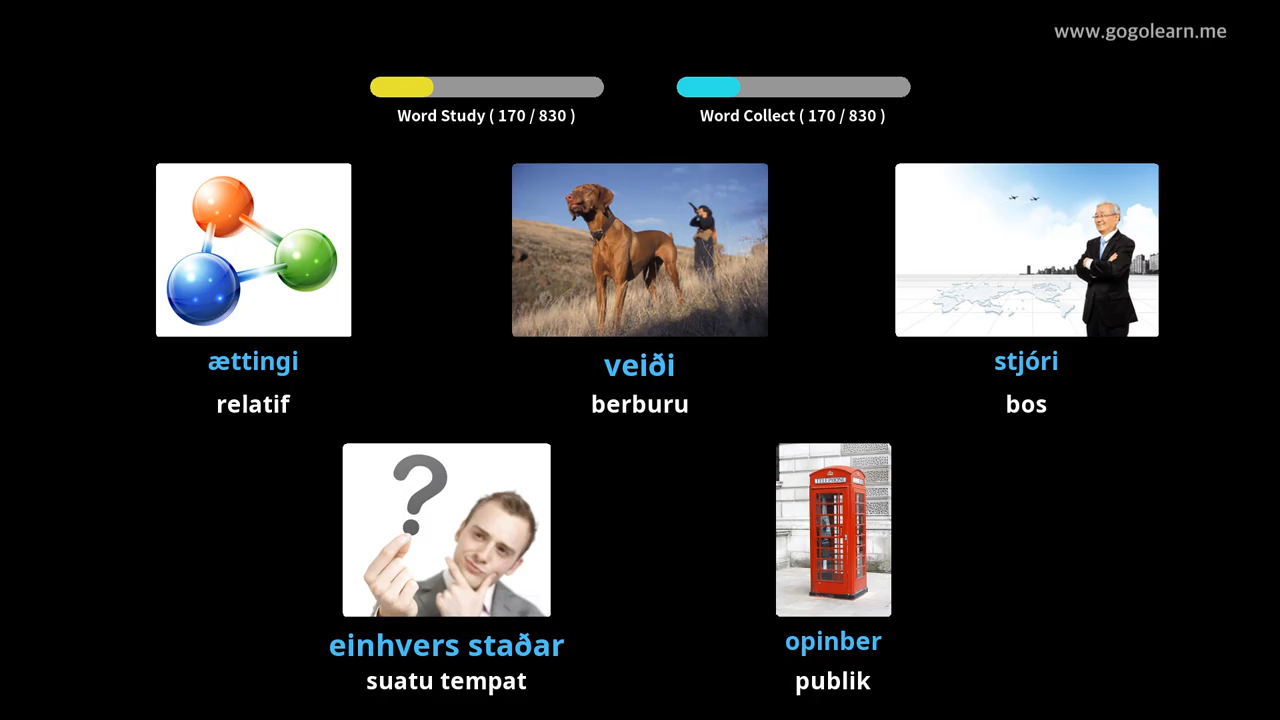 www.gogolearn.me
Word Study ( 170 / 830 )
Word Collect ( 170 / 830 )
ættingi
relatif
veiði
berburu
stjóri
bos
TELEPHONE
einhvers staðar
suatu tempat
opinber
publik